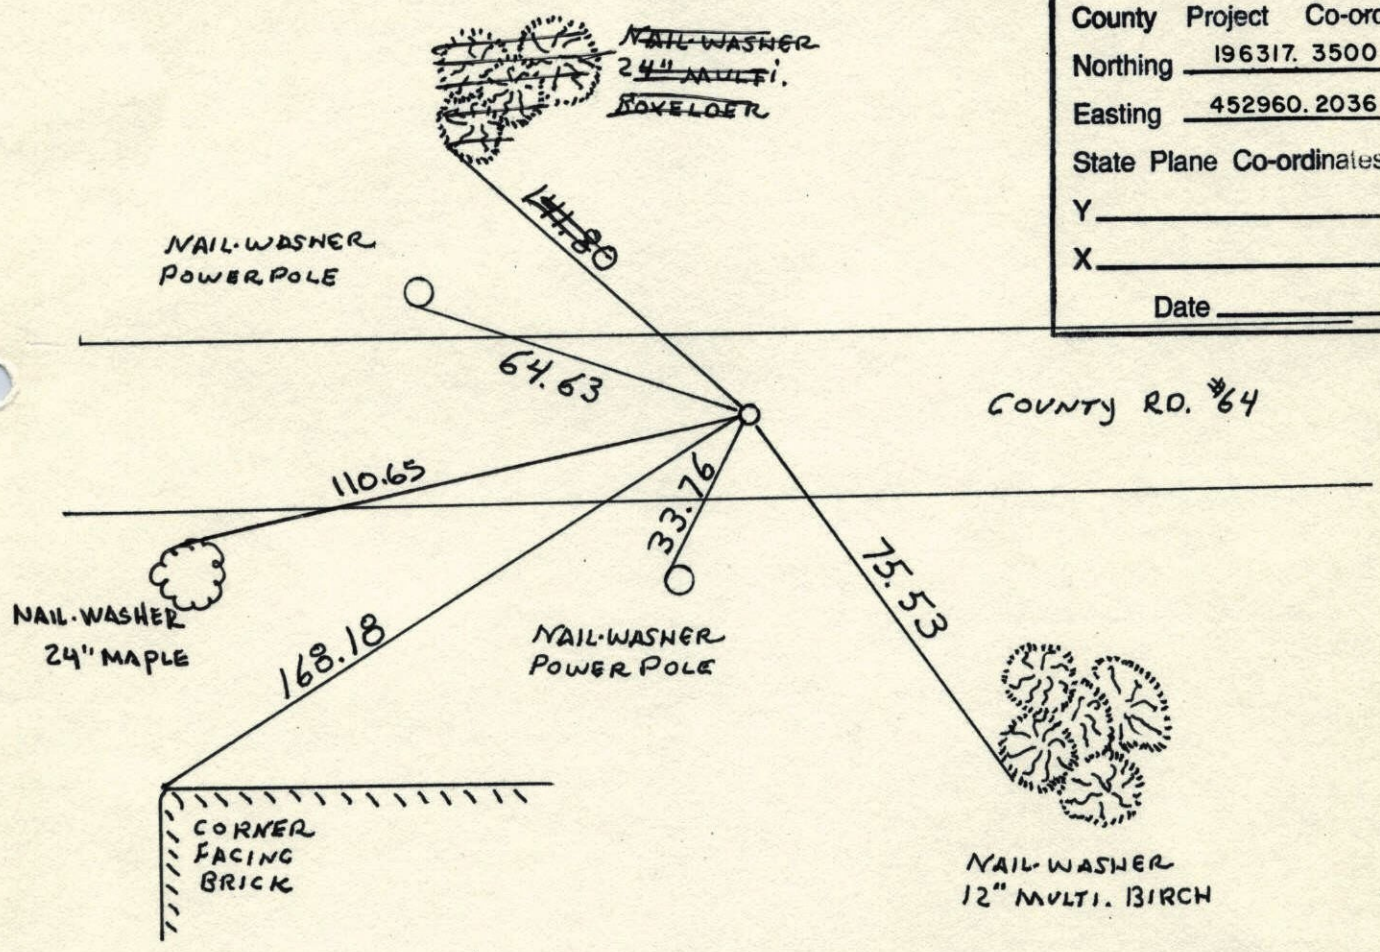 County Project Co-ord
Northing 196317.3500
Easting 452960.2036
State Plane Co-ordinates
Y
X
Date
NAIL-WASHER
24" MULTI.
BOXELDER
NAIL-WASHER
POWER POLE
64.63
COUNTY RD. #64
110.65
33.76
75.53
NAIL-WASHER
24" MAPLE
168.18
NAIL-WASHER
POWER POLE
CORNER
FACING
BRICK
NAIL-WASHER
12" MULTI. BIRCH